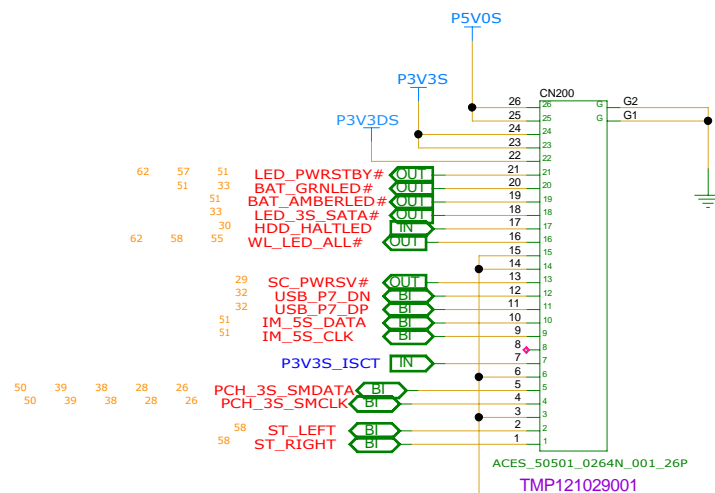 P5V0S
P3V3S
P3V3DS
CN200
26 26 G G2
25 25 G G1
24 24
23 23
22 22
62 57 51 LED_PWRSTBY# OUT 21 21
51 33 BAT_GRNLED# OUT 20 20
51 BAT_AMBERLED# OUT 19 19
33 LED_3S_SATA# OUT 18 18
30 HDD_HALTLED IN 17 17
62 58 55 WL_LED_ALL# OUT 16 16
15 15
14 14
29 SC_PWRSV# OUT 13 13
32 USB_P7_DN BI 12 12
32 USB_P7_DP BI 11 11
51 IM_5S_DATA BI 10 10
51 IM_5S_CLK BI 9 9
8 8
P3V3S_ISCT IN 7 7
6 6
50 39 38 28 26 PCH_3S_SMDATA BI 5 5
50 39 38 28 26 PCH_3S_SMCLK BI 4 4
3 3
58 ST_LEFT BI 2 2
58 ST_RIGHT BI 1 1
ACES_50501_0264N_001_26P
TMP121029001